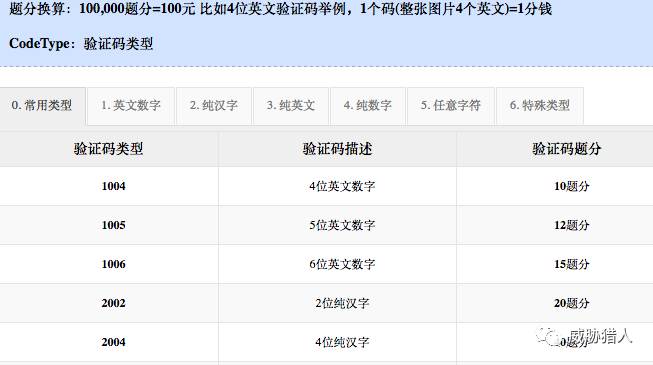 题分换算：100,000题分=100元 比如4位英文验证码举例，1个码(整张图片4个英文)=1分钱
CodeType：验证码类型
0. 常用类型 1. 英文数字 2. 纯汉字 3. 纯英文 4. 纯数字 5. 任意字符 6. 特殊类型
验证码类型 验证码描述 验证码题分
1004 4位英文数字 10题分
1005 5位英文数字 12题分
1006 6位英文数字 15题分
2002 2位纯汉字 20题分
2004 4位纯汉字
威胁猎人